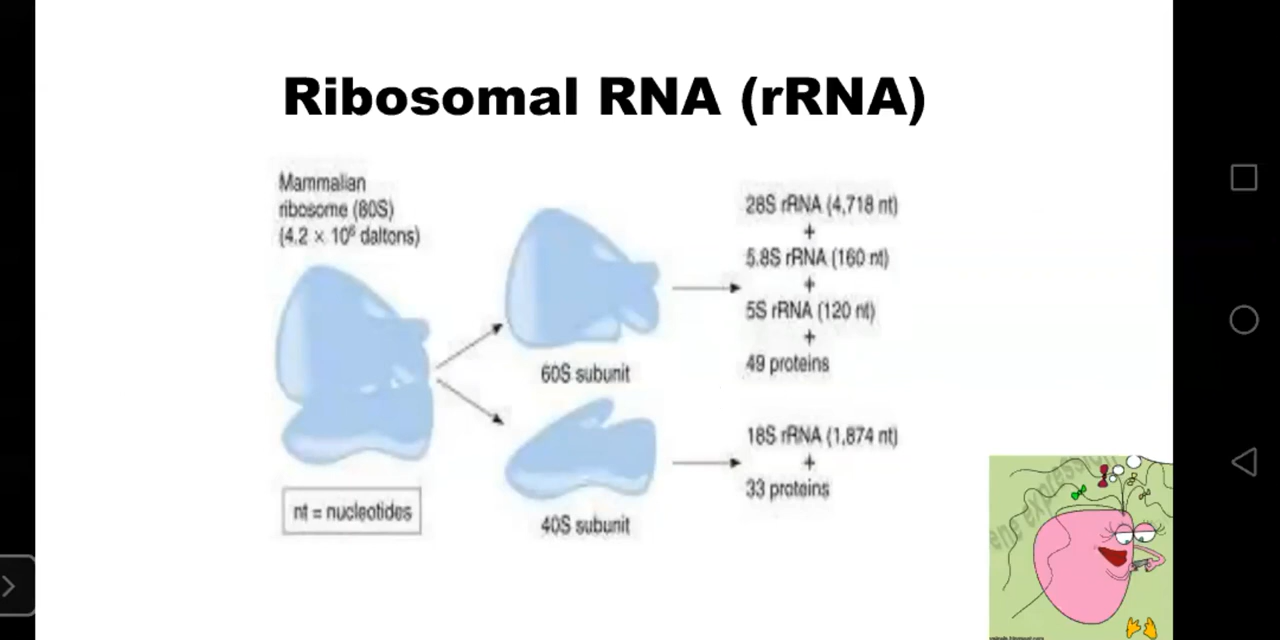 Ribosomal RNA (rRNA)
Mammalian
ribosome (80S)
(4.2 × 10⁶ daltons)
60S subunit
28S rRNA (4,718 nt)
+
5.8S rRNA (160 nt)
+
5S rRNA (120 nt)
+
49 proteins
40S subunit
18S rRNA (1,874 nt)
+
33 proteins
nt = nucleotides